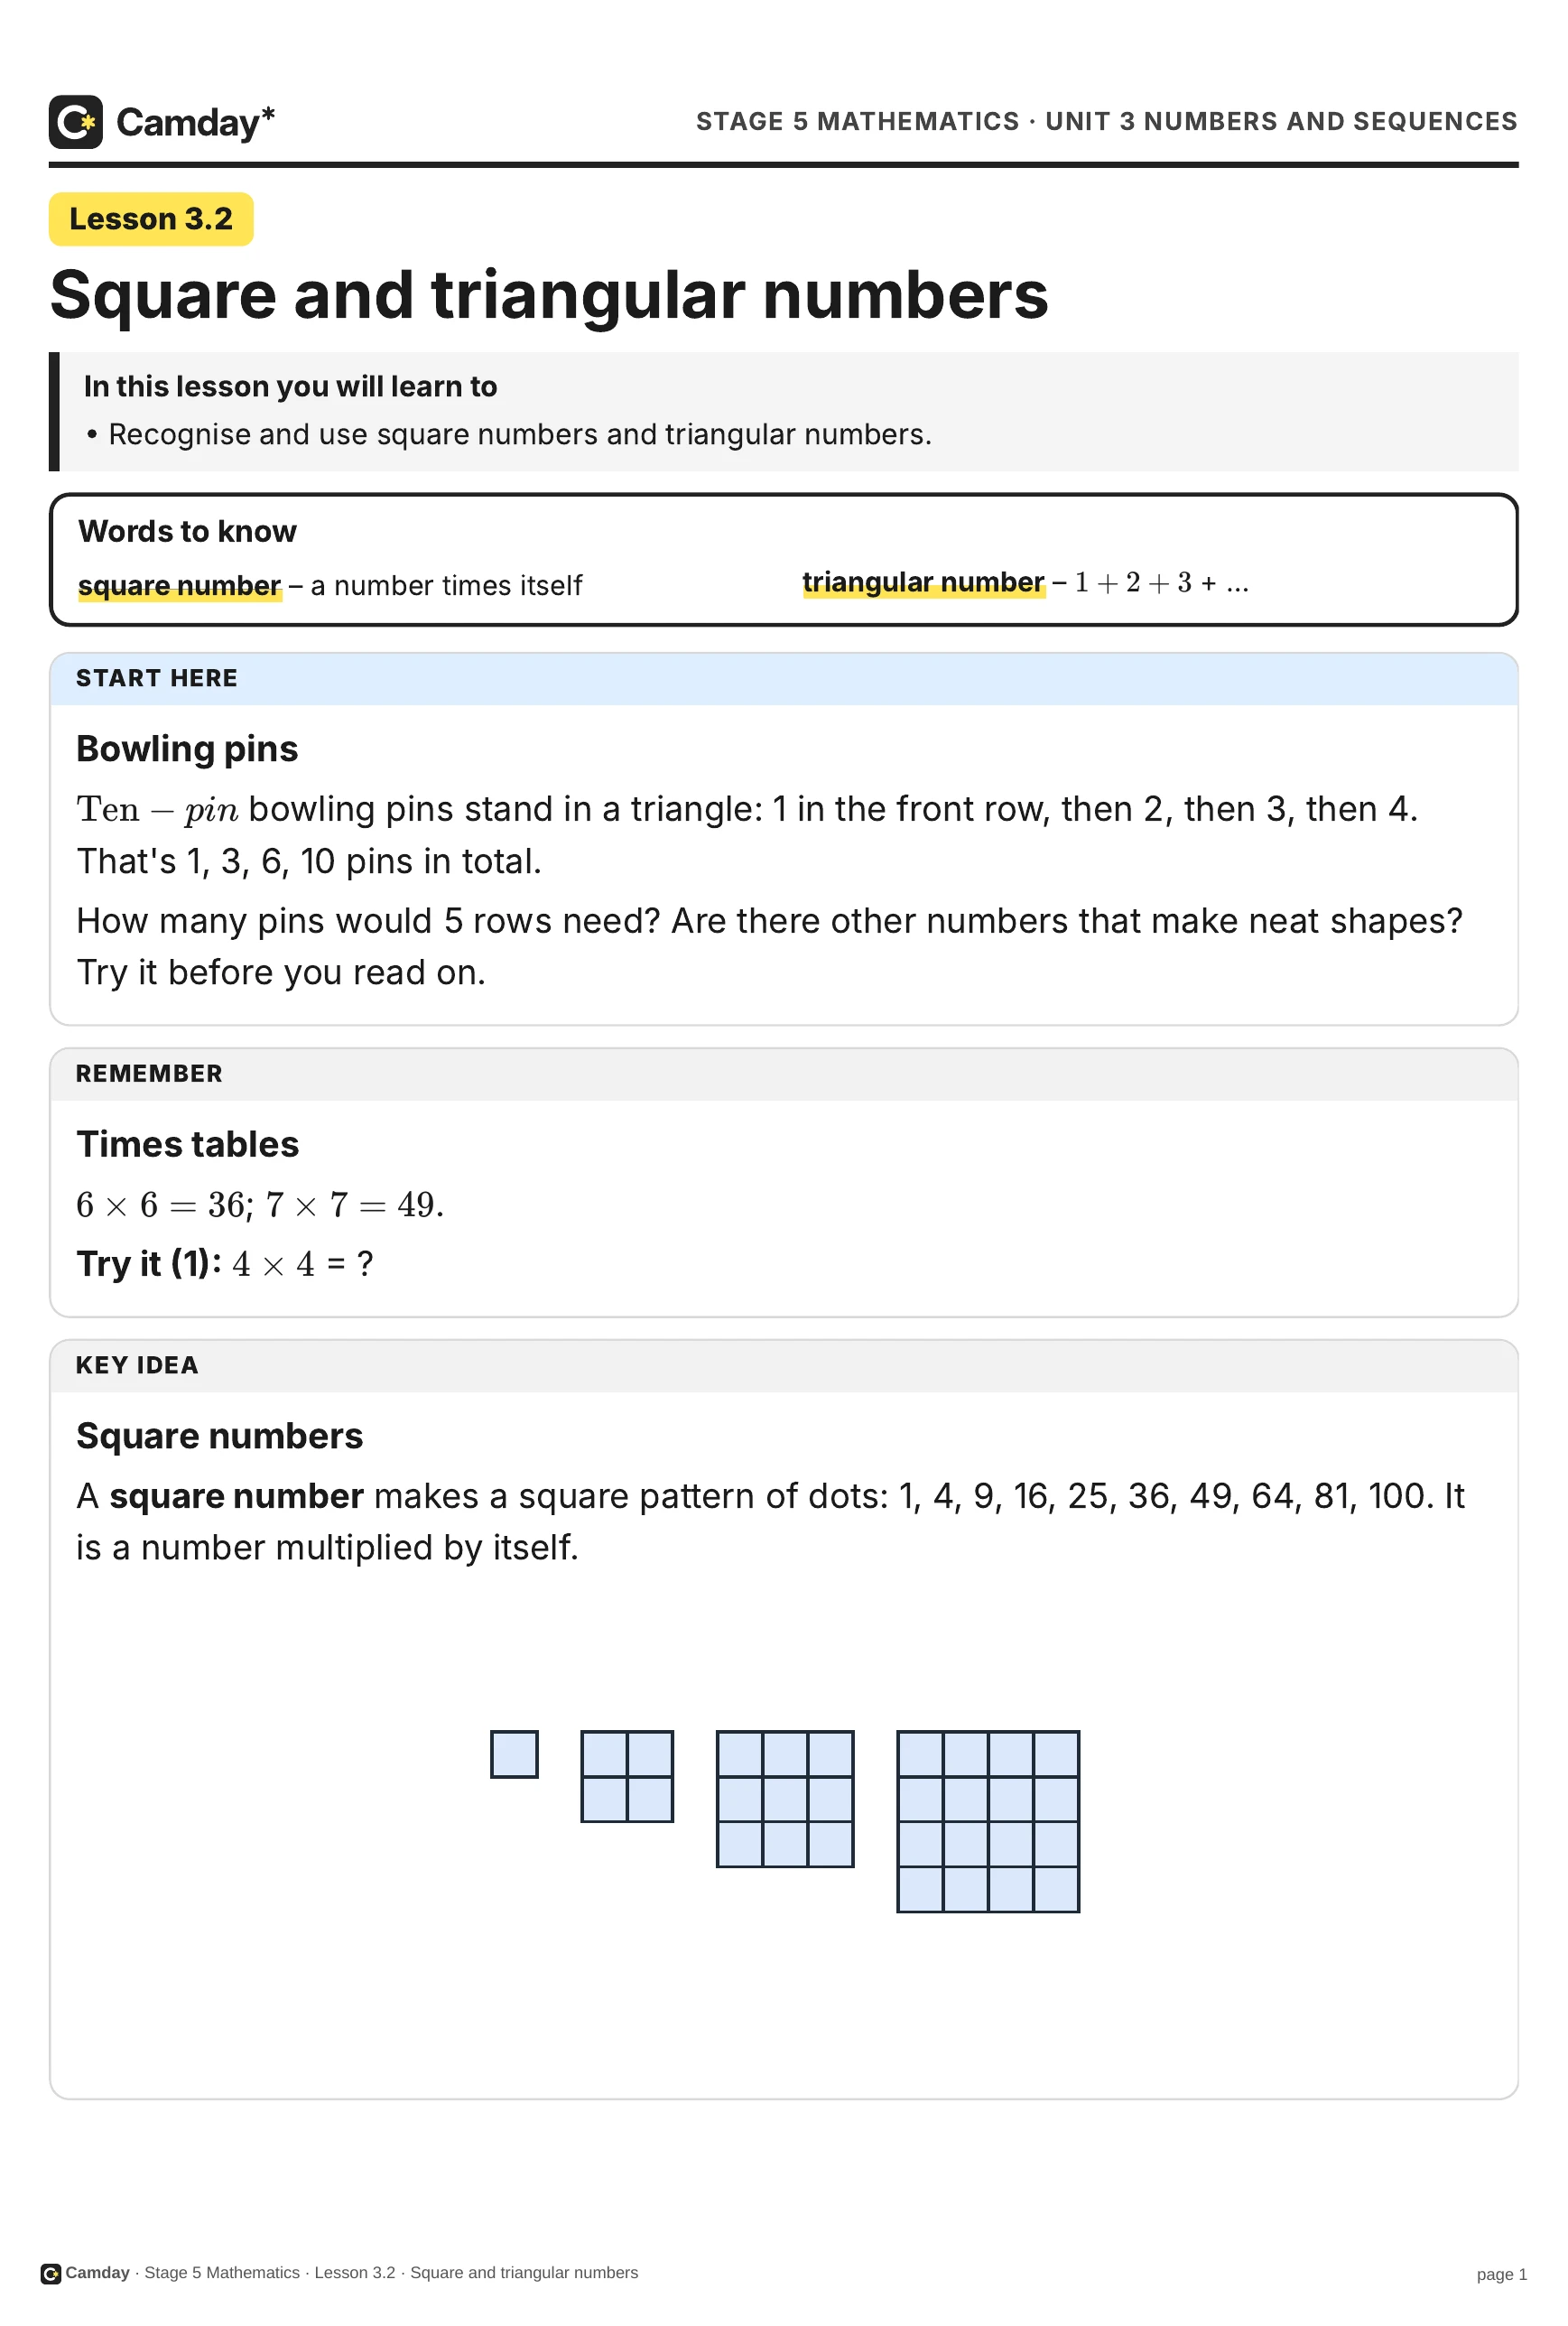 Camday*
STAGE 5 MATHEMATICS · UNIT 3 NUMBERS AND SEQUENCES
Lesson 3.2
Square and triangular numbers
In this lesson you will learn to
• Recognise and use square numbers and triangular numbers.
Words to know
square number – a number times itself
triangular number – 1 + 2 + 3 + ...
START HERE
Bowling pins
Ten − pin bowling pins stand in a triangle: 1 in the front row, then 2, then 3, then 4.
That's 1, 3, 6, 10 pins in total.
How many pins would 5 rows need? Are there other numbers that make neat shapes?
Try it before you read on.
REMEMBER
Times tables
6 × 6 = 36; 7 × 7 = 49.
Try it (1): 4 × 4 = ?
KEY IDEA
Square numbers
A square number makes a square pattern of dots: 1, 4, 9, 16, 25, 36, 49, 64, 81, 100. It
is a number multiplied by itself.
Camday · Stage 5 Mathematics · Lesson 3.2 · Square and triangular numbers
page 1